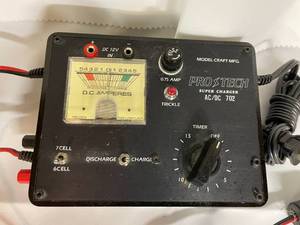 DC 12V
IN
54321012345
D.C. AMPERES
0.75 AMP
TRICKLE
MODEL CRAFT MFG.
PROSTECH
SUPER CHARGER
AC/DC 702
TIMER
15
OFF
10
5
7CELL
6CELL
DISCHARGE
CHARGE